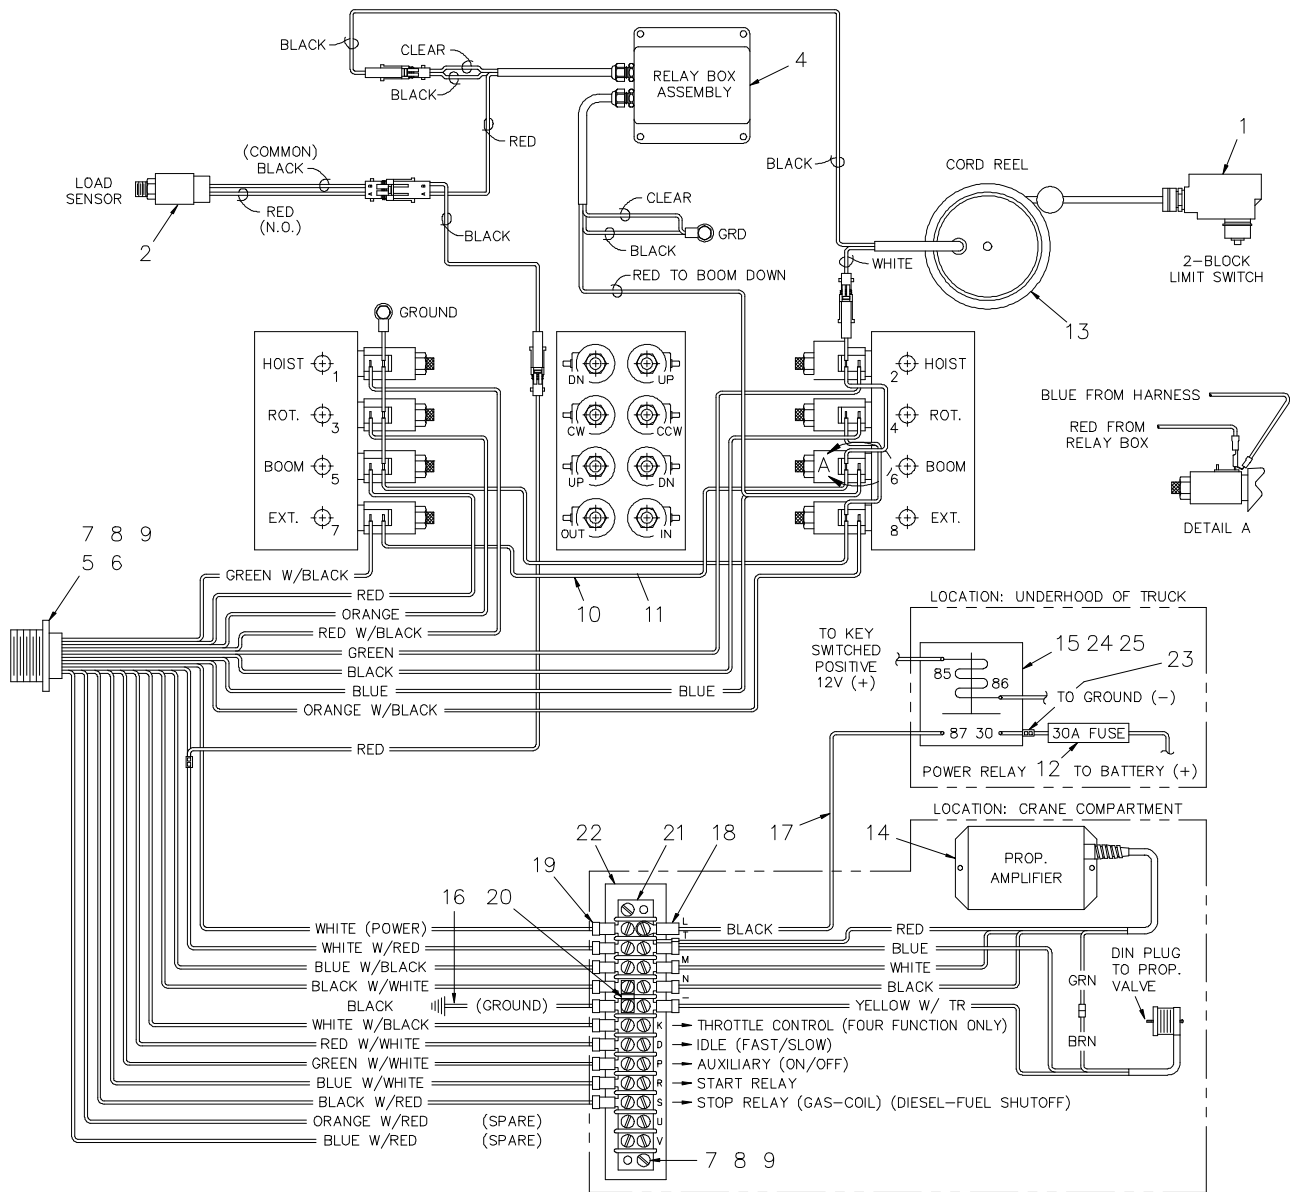 BLACK
CLEAR
BLACK
RELAY BOX
ASSEMBLY
4
RED
(COMMON)
BLACK
LOAD
SENSOR
RED
(N.O.)
2
BLACK
BLACK
CORD REEL
1
CLEAR
BLACK
GRD
WHITE
2-BLOCK
LIMIT SWITCH
RED TO BOOM DOWN
13
GROUND
HOIST
1
ROT.
3
BOOM
5
EXT.
7
DN
UP
CW
CCW
UP
DN
OUT
IN
2
HOIST
4
ROT.
A
6
BOOM
8
EXT.
BLUE FROM HARNESS
RED FROM
RELAY BOX
DETAIL A
7 8 9
5 6
GREEN W/BLACK
RED
ORANGE
RED W/BLACK
GREEN
BLACK
BLUE
BLUE
ORANGE W/BLACK
RED
10
11
LOCATION: UNDERHOOD OF TRUCK
TO KEY
SWITCHED
POSITIVE
12V (+)
85
86
15 24 25
23
TO GROUND (-)
87 30
30A FUSE
POWER RELAY
12
TO BATTERY (+)
LOCATION: CRANE COMPARTMENT
17
14
PROP.
AMPLIFIER
22
21
18
19
20
16
WHITE (POWER)
L
BLACK
RED
WHITE W/RED
T
BLUE
BLUE W/BLACK
M
WHITE
BLACK W/WHITE
N
BLACK
BLACK
(GROUND)
-
YELLOW W/ TR
GRN
BRN
DIN PLUG
TO PROP.
VALVE
WHITE W/BLACK
K
THROTTLE CONTROL (FOUR FUNCTION ONLY)
RED W/WHITE
D
IDLE (FAST/SLOW)
GREEN W/WHITE
P
AUXILIARY (ON/OFF)
BLUE W/WHITE
R
START RELAY
BLACK W/RED
S
STOP RELAY (GAS-COIL) (DIESEL-FUEL SHUTOFF)
ORANGE W/RED
(SPARE)
U
BLUE W/RED
(SPARE)
V
7 8 9